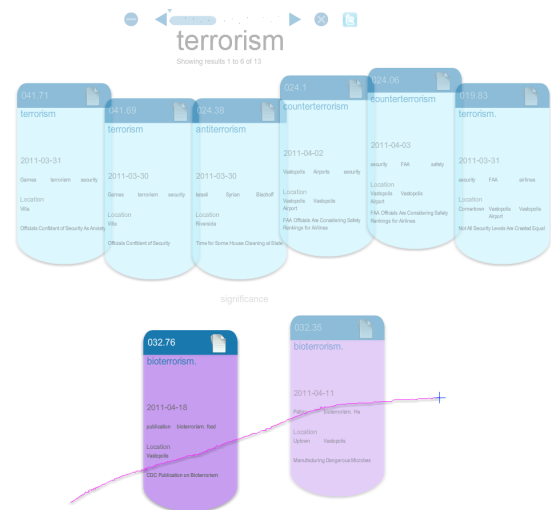 terrorism
Showing results 1 to 6 of 13
041.71
terrorism
2011-03-31
Games terrorism security
Location
Villa
Officials Confident of Security As Anxiety
041.69
terrorism
2011-03-30
Games terrorism security
Location
Villa
Officials Confident of Security
024.38
antiterrorism
2011-03-30
Syrian
Location
Riverside
Time for Some House Cleaning at State
024.1
counterterrorism
2011-04-02
Vastopolis Airports security
Location
Vastopolis Vastopolis
Airport
FAA Officials Are Considering Safety
Rankings for Airlines
024.06
counterterrorism
2011-04-03
security FAA safety
Location
Vastopolis Vastopolis
Airport
FAA Officials Are Considering Safety
Rankings for Airlines
019.83
terrorism.
2011-03-31
security FAA airlines
Location
Cornertown Vastopolis Vastopolis
Airport
Not All Security Levels Are Created Equal
significance
032.76
bioterrorism.
2011-04-18
publication bioterrorism, food
Location
Vastopolis
CDC Publication on Bioterrorism
032.35
bioterrorism.
2011-04-11
bioterrorism, He
Location
Uptown Vastopolis
Manufacturing Dangerous Microbes